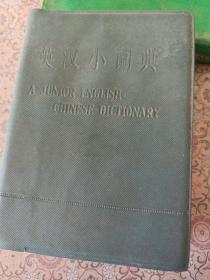 英汉小词典
A JUNIOR ENGLISH-
CHINESE DICTIONARY